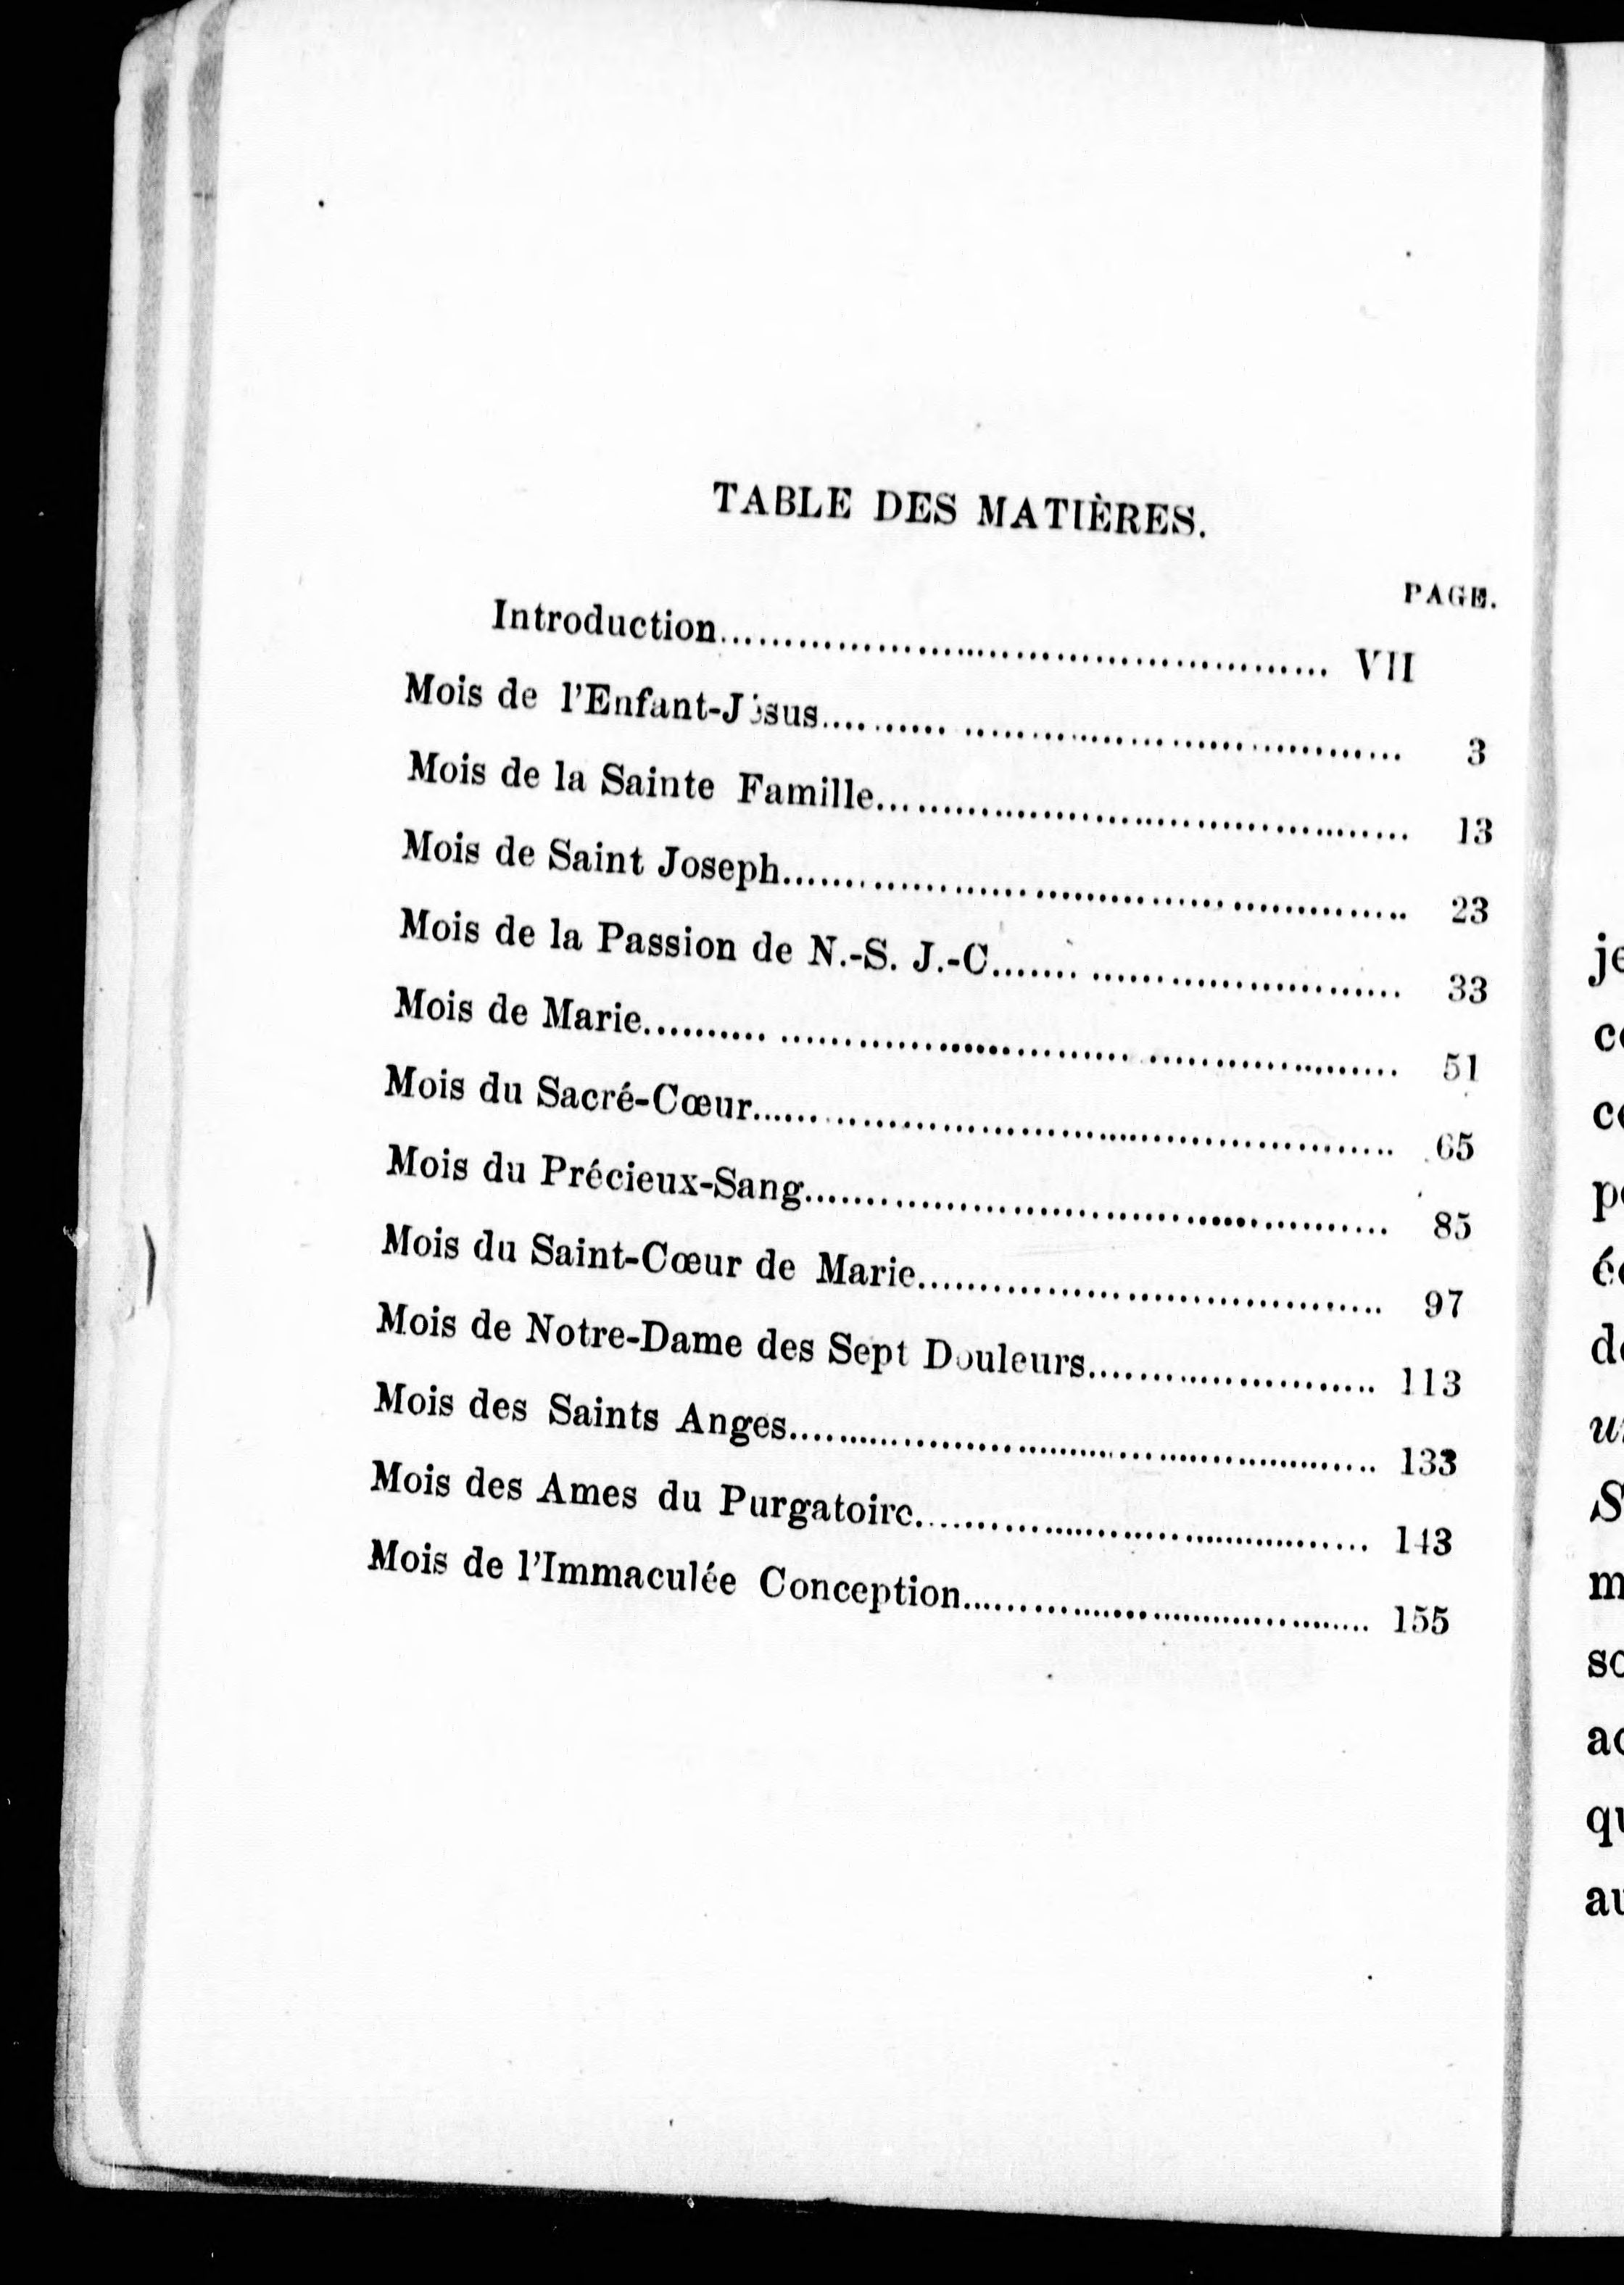 TABLE DES MATIÈRES.
PAGE.
Introduction................................................ VII
Mois de l'Enfant-Jésus................................................ 3
Mois de la Sainte Famille................................................ 13
Mois de Saint Joseph................................................ 23
Mois de la Passion de N.-S. J.-C................................................ 33
Mois de Marie................................................ 51
Mois du Sacré-Cœur................................................ 65
Mois du Précieux-Sang................................................ 85
Mois du Saint-Cœur de Marie................................................ 97
Mois de Notre-Dame des Sept Douleurs........................ 113
Mois des Saints Anges................................................ 133
Mois des Ames du Purgatoire........................................ 143
Mois de l'Immaculée Conception.................................... 155